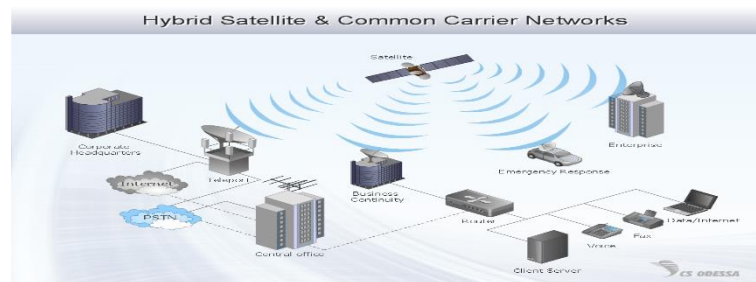 Hybrid Satellite & Common Carrier Networks
Satellite
Corporate
Headquarters
Teleport
Enterprise
Internet
Business
Continuity
Emergency Response
PSTN
Central office
Router
Data/Internet
Fax
Voice
Client Server
CS ODESSA